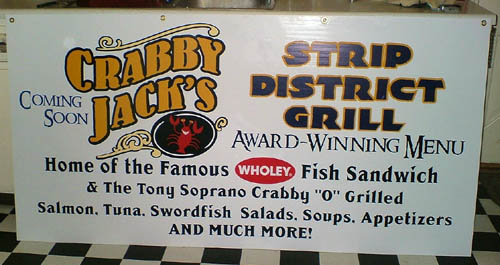 CRABBY
JACK'S
COMING
SOON
STRIP
DISTRICT
GRILL
AWARD-WINNING MENU
Home of the Famous WHOLEY. Fish Sandwich
& The Tony Soprano Crabby "O" Grilled
Salmon. Tuna. Swordfish Salads. Soups. Appetizers
AND MUCH MORE!